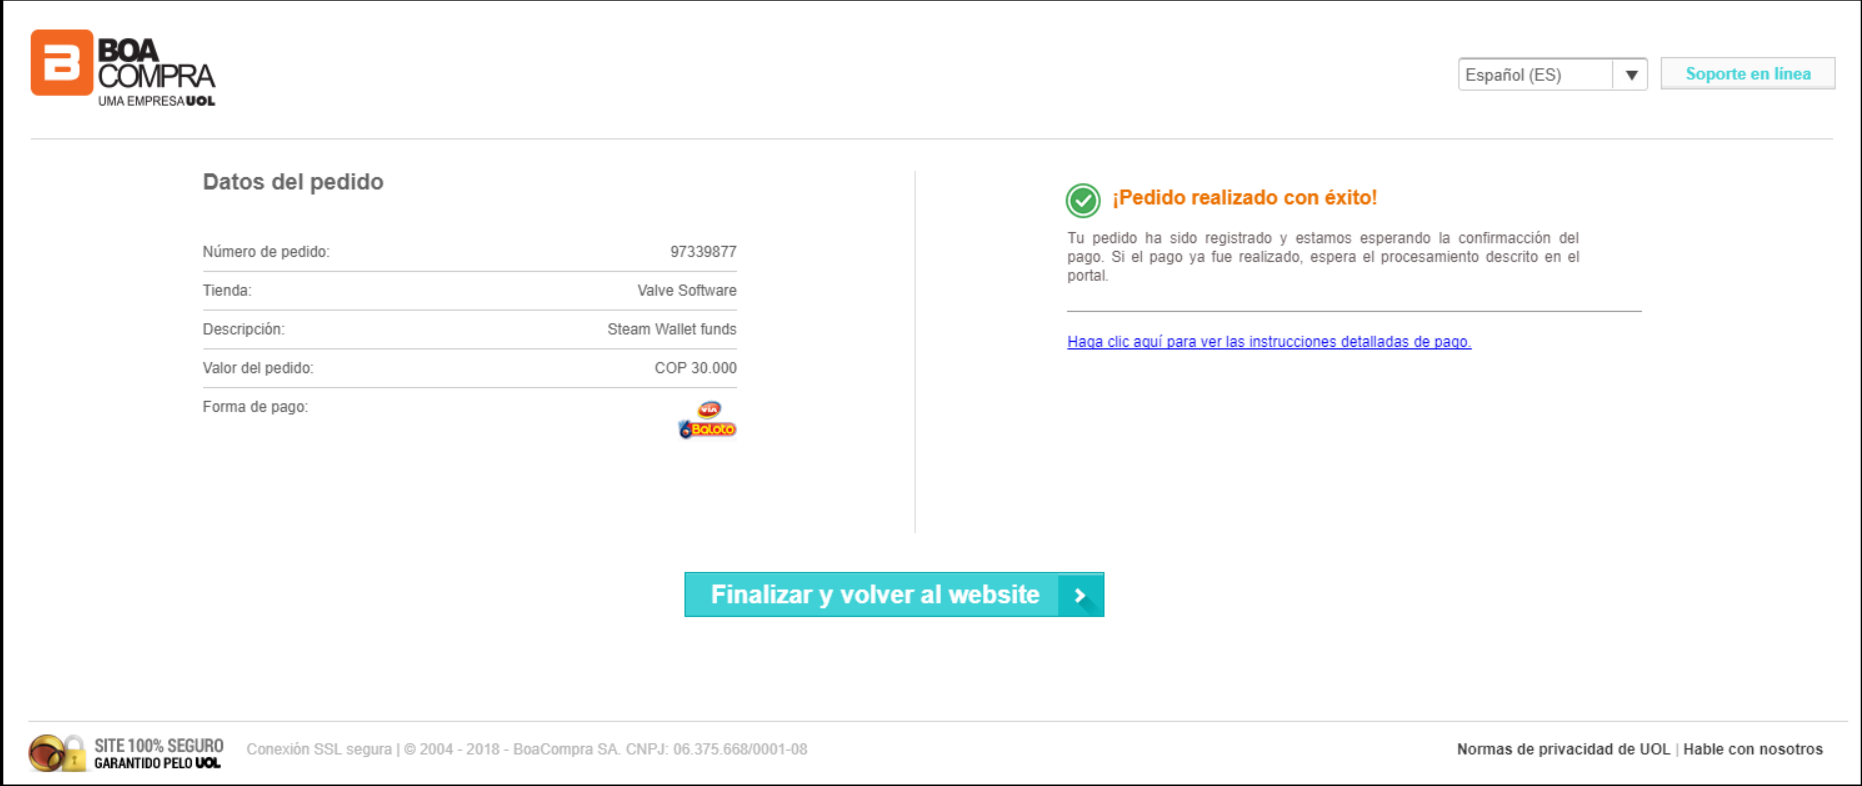 BOA
COMPRA
UMA EMPRESA UOL
Español (ES)
Soporte en línea
Datos del pedido
Número de pedido: 97339877
Tienda: Valve Software
Descripción: Steam Wallet funds
Valor del pedido: COP 30.000
Forma de pago: VIA Baloto
¡Pedido realizado con éxito!
Tu pedido ha sido registrado y estamos esperando la confirmacción del
pago. Si el pago ya fue realizado, espera el procesamiento descrito en el
portal.
Haga clic aquí para ver las instrucciones detalladas de pago.
Finalizar y volver al website
SITE 100% SEGURO
GARANTIDO PELO UOL
Conexión SSL segura | © 2004 - 2018 - BoaCompra SA. CNPJ: 06.375.668/0001-08
Normas de privacidad de UOL | Hable con nosotros